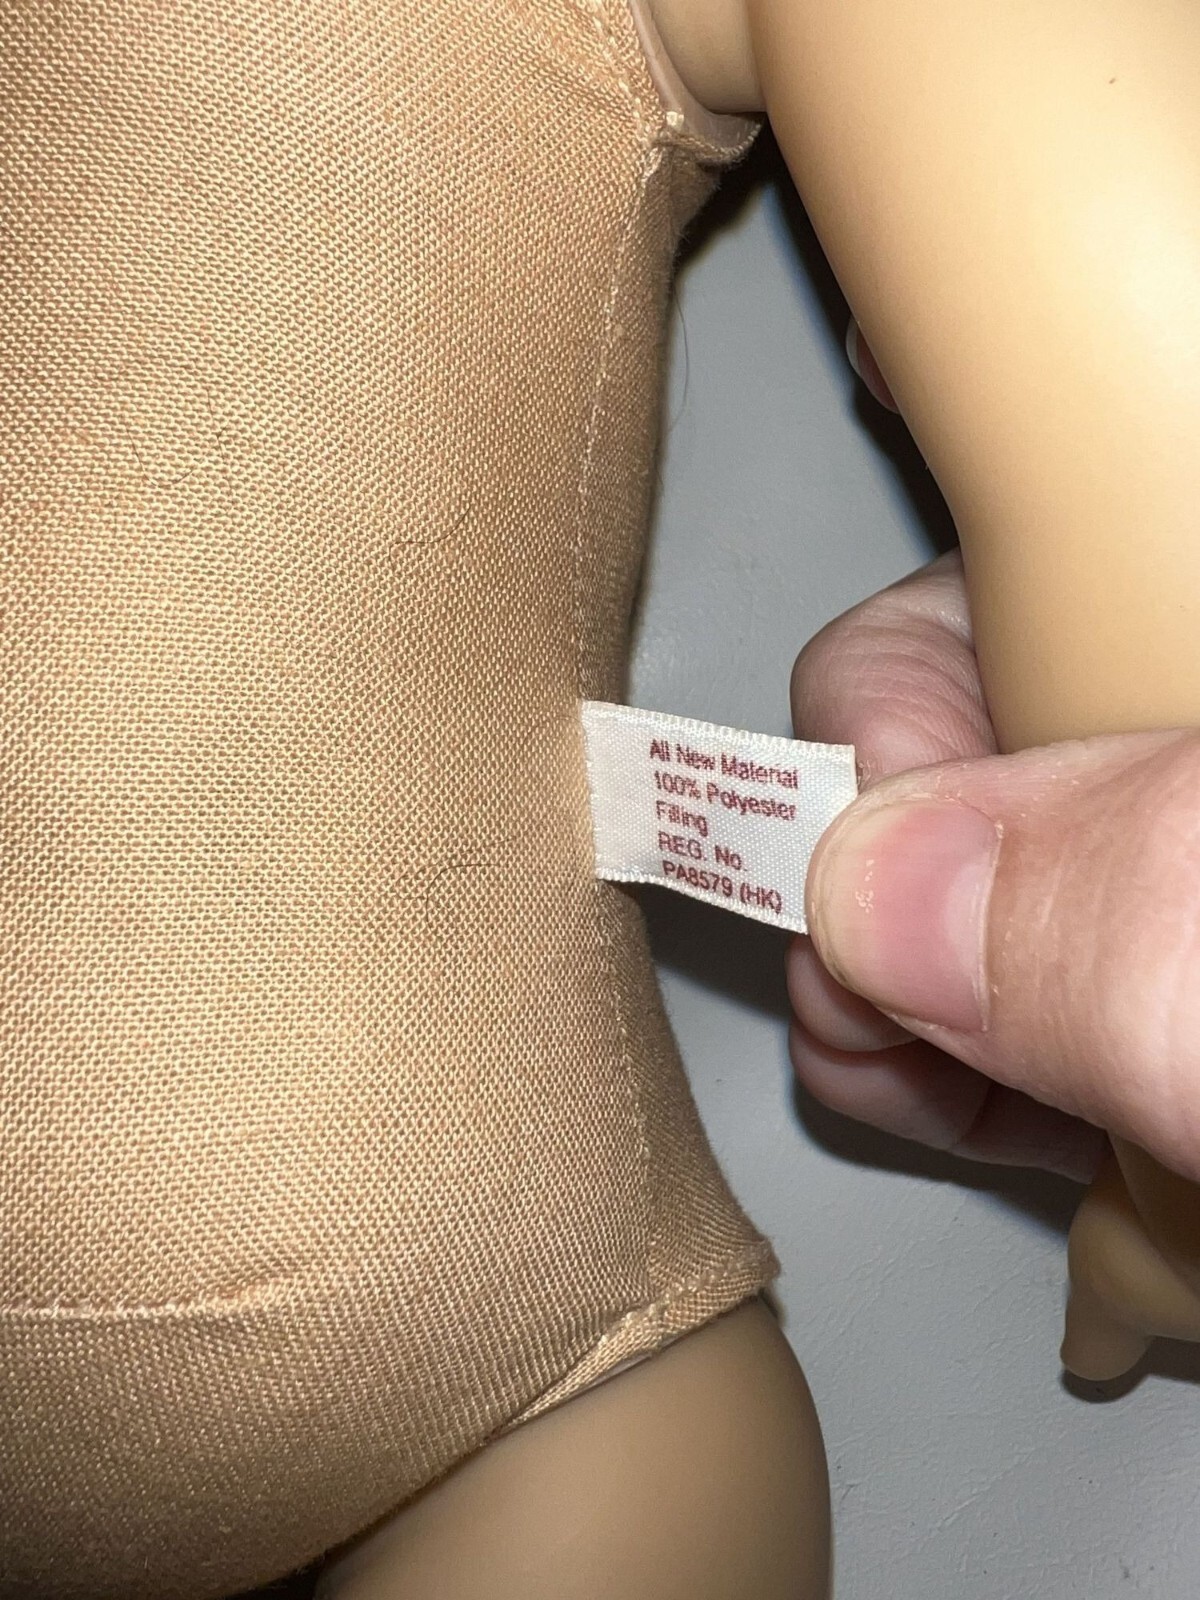 All New Material
100% Polyester
Filling
REG. No.
PA8579 (HK)